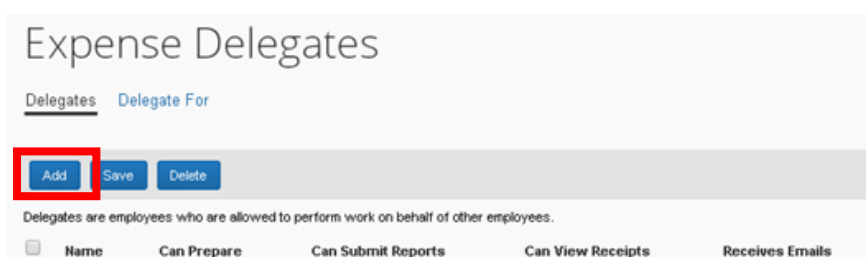 Expense Delegates
Delegates Delegate For
Add Save Delete
Delegates are employees who are allowed to perform work on behalf of other employees.
Name Can Prepare Can Submit Reports Can View Receipts Receives Emails